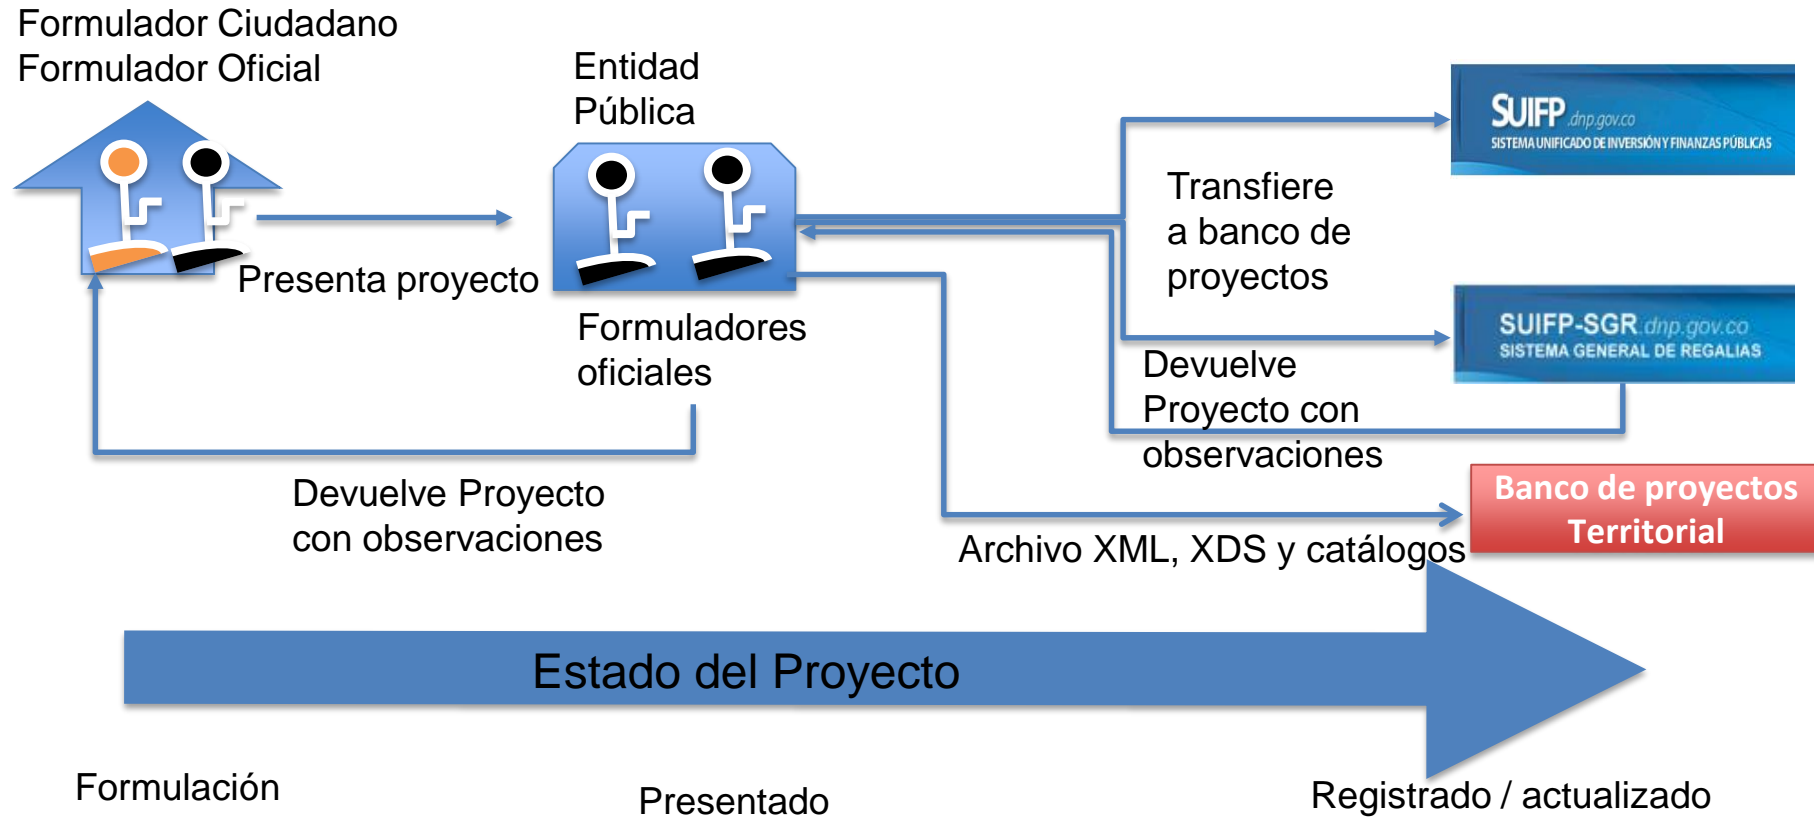 Formulador Ciudadano
Formulador Oficial
Entidad
Pública
SUIFP.dnp.gov.co
SISTEMA UNIFICADO DE INVERSIÓN Y FINANZAS PÚBLICAS
Transfiere
a banco de
proyectos
Presenta proyecto
Formuladores
oficiales
SUIFP-SGR.dnp.gov.co
SISTEMA GENERAL DE REGALIAS
Devuelve
Proyecto con
observaciones
Devuelve Proyecto
con observaciones
Banco de proyectos
Territorial
Archivo XML, XDS y catálogos
Estado del Proyecto
Formulación
Presentado
Registrado / actualizado